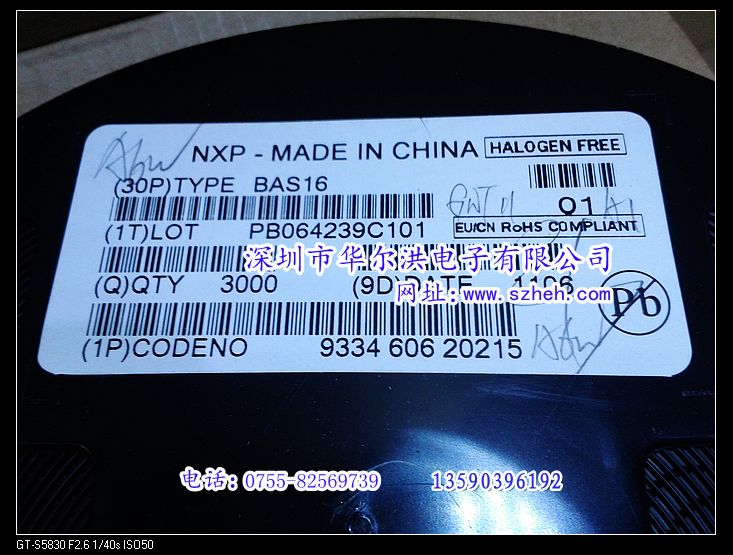 NXP - MADE IN CHINA HALOGEN FREE
(30P)TYPE BAS16
Q1
(1T)LOT PB064239C101
EU/CN RoHS COMPLIANT
深圳市华尔洪电子有限公司
(Q)QTY 3000 (9D)DATE 1106
网址:www.szheh.com
Pb
(1P)CODENO 9334 606 20215
电话:0755-82569739 13590396192
GT-S5830 F2.6 1/40s ISO50